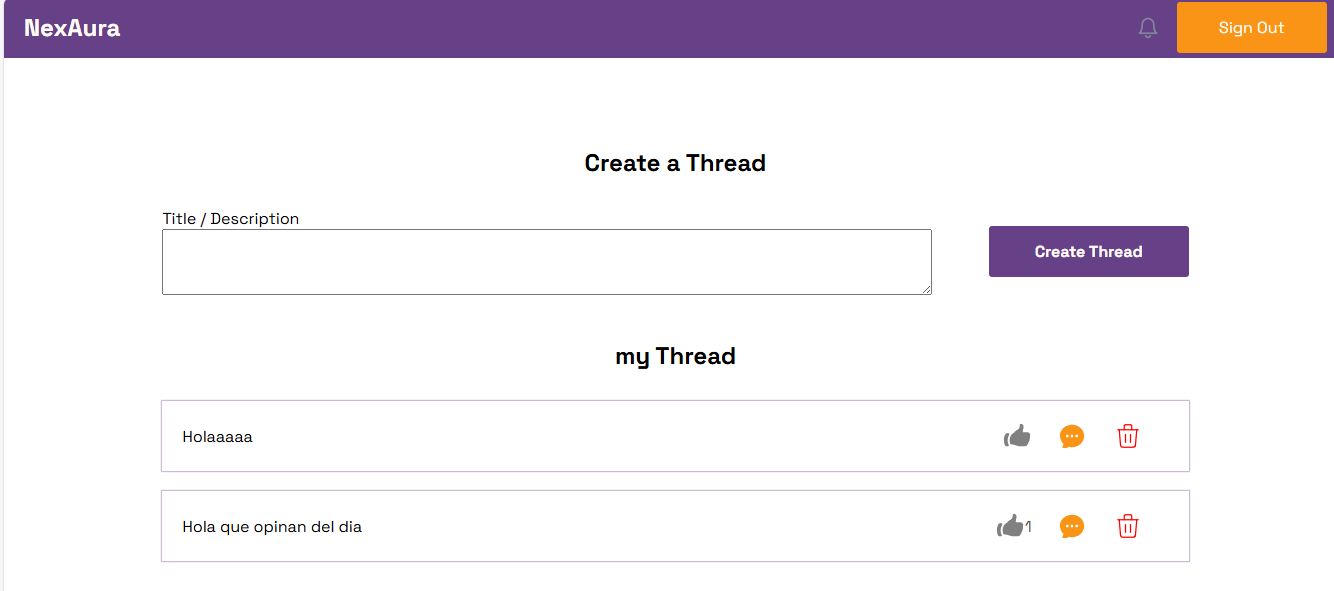 NexAura
Sign Out
Create a Thread
Title / Description
Create Thread
my Thread
Holaaaaa
Hola que opinan del dia
1